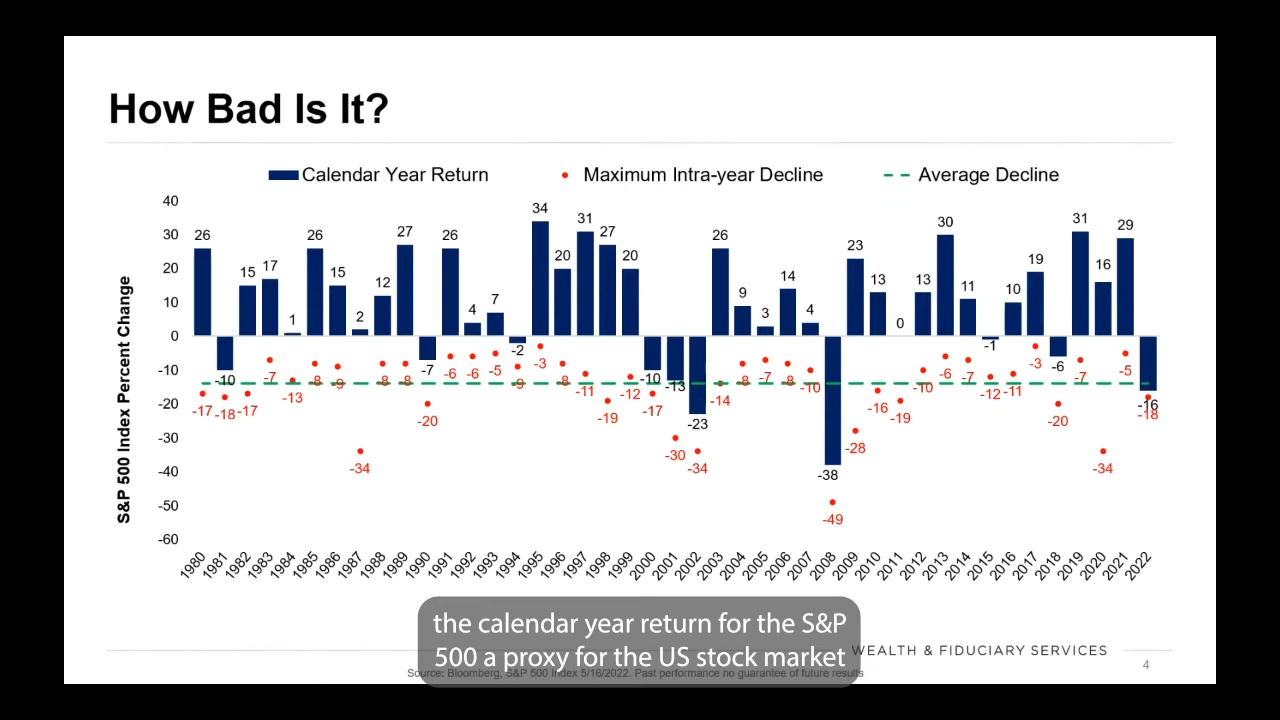 How Bad Is It?
Calendar Year Return Maximum Intra-year Decline Average Decline
S&P 500 Index Percent Change
40
30
20
10
0
-10
-20
-30
-40
-50
-60
26 -10 15 17 1 26 15 2 12 27 -7 26 4 7 -2 34 20 31 27 20 -10 -13 -23 26 9 3 14 4 -38 23 13 0 13 30 11 -1 10 19 -6 31 16 29 -16
-17 -18 -17 -7 -13 -8 -9 -34 -8 -8 -20 -6 -6 -5 -9 -3 -8 -11 -19 -12 -17 -30 -34 -14 -8 -7 -8 -10 -49 -28 -16 -19 -10 -6 -7 -12 -11 -3 -20 -7 -34 -5 -18
1980 1981 1982 1983 1984 1985 1986 1987 1988 1989 1990 1991 1992 1993 1994 1995 1996 1997 1998 1999 2000 2001 2002 2003 2004 2005 2006 2007 2008 2009 2010 2011 2012 2013 2014 2015 2016 2017 2018 2019 2020 2021 2022
the calendar year return for the S&P
500 a proxy for the US stock market
WEALTH & FIDUCIARY SERVICES
4
Source: Bloomberg, S&P 500 Index 5/16/2022. Past performance no guarantee of future results